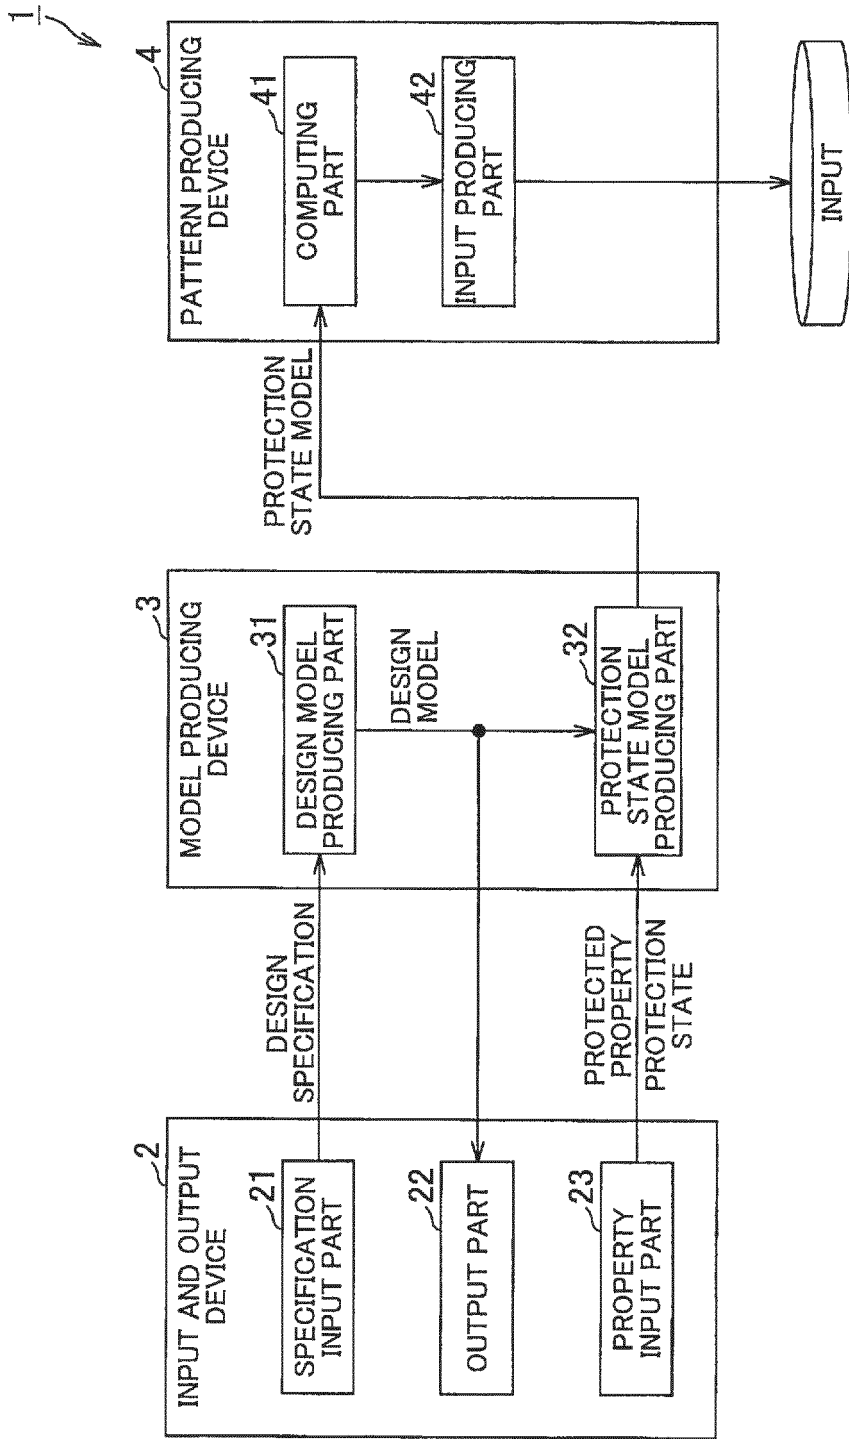 1
INPUT AND OUTPUT
DEVICE
2
SPECIFICATION
INPUT PART
21
OUTPUT PART
22
PROPERTY
INPUT PART
23
DESIGN
SPECIFICATION
PROTECTED
PROPERTY
PROTECTION
STATE
MODEL PRODUCING
DEVICE
3
DESIGN MODEL
PRODUCING PART
31
DESIGN
MODEL
PROTECTION
STATE MODEL
PRODUCING PART
32
PROTECTION
STATE MODEL
PATTERN PRODUCING
DEVICE
4
COMPUTING
PART
41
INPUT PRODUCING
PART
42
INPUT